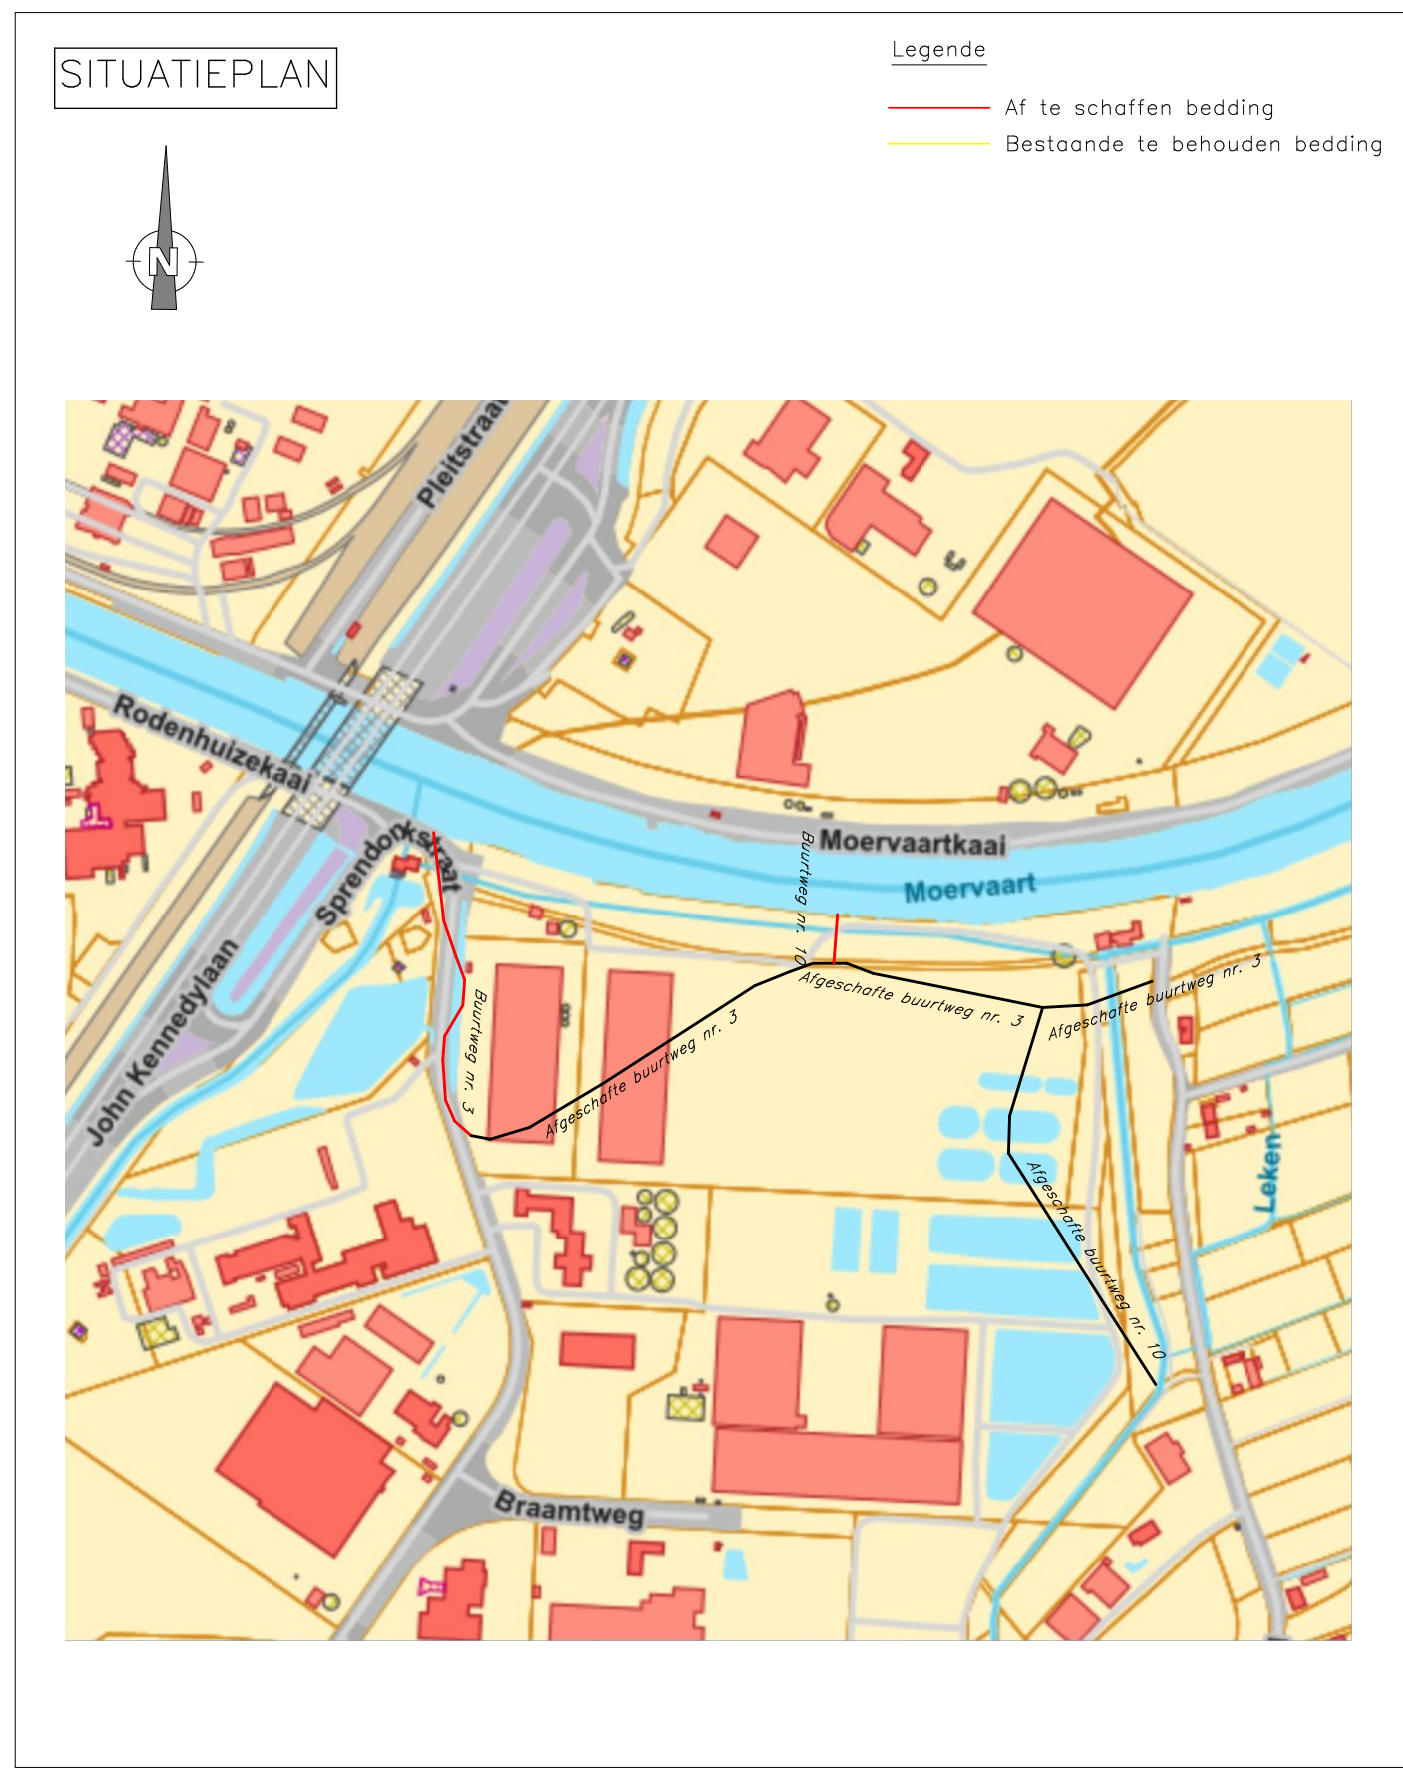 SITUATIEPLAN
Legende
Af te schaffen bedding
Bestaande te behouden bedding
N
Pleitstraat
Rodenhuizekaai
Sprendonkstraat
Moervaartkaai
Moervaart
Buurtweg nr. 10
John Kennedylaan
Buurtweg nr. 3
Afgeschafte buurtweg nr. 3
Afgeschafte buurtweg nr. 3
Afgeschafte buurtweg nr. 3
Leken
Afgeschafte buurtweg nr. 10
Braamtweg